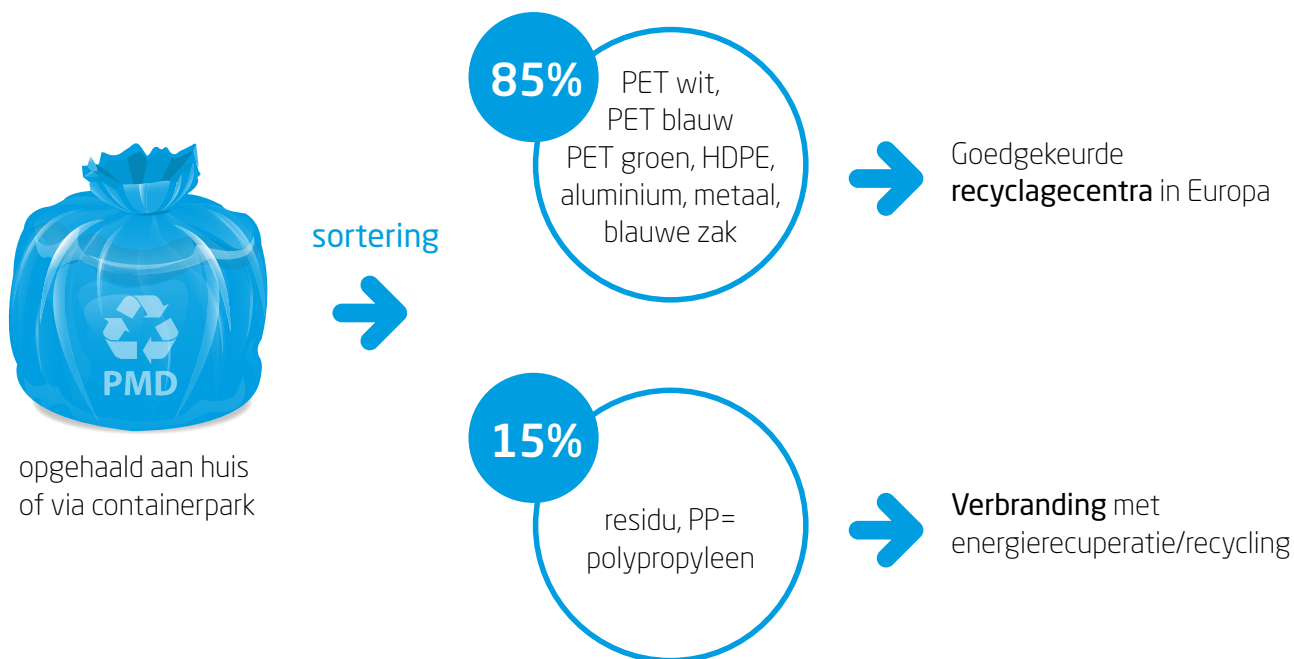 PMD
opgehaald aan huis
of via containerpark
sortering
85%
PET wit,
PET blauw
PET groen, HDPE,
aluminium, metaal,
blauwe zak
Goedgekeurde
recyclagecentra in Europa
15%
residu, PP=
polypropyleen
Verbranding met
energierecuperatie/recycling